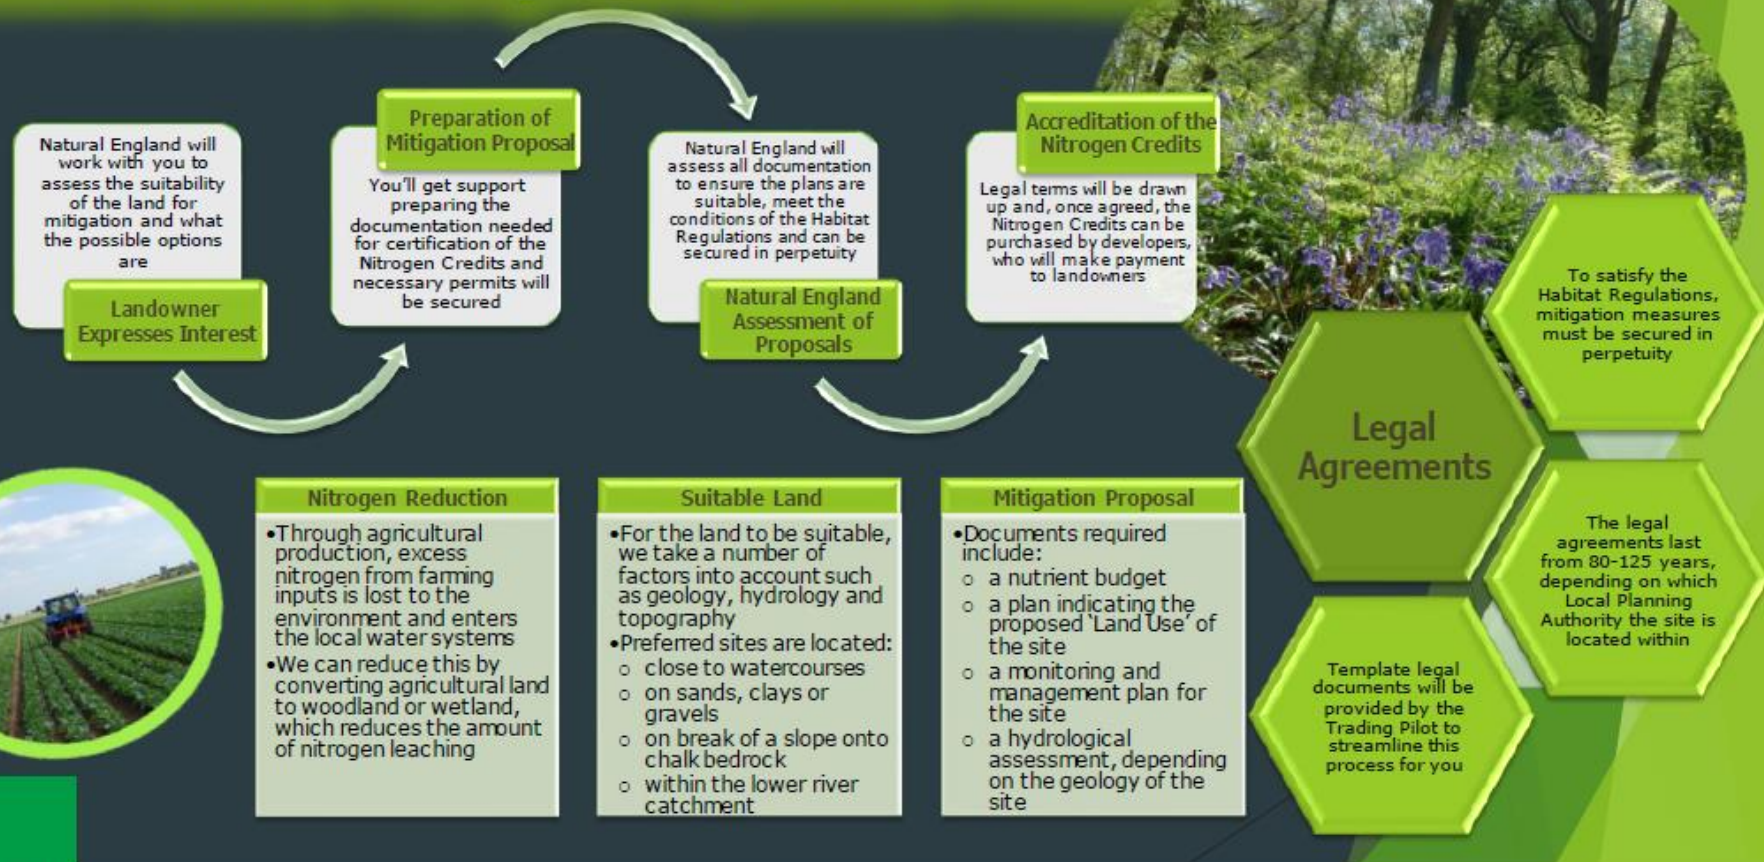 Natural England will
work with you to
assess the suitability
of the land for
mitigation and what
the possible options
are
Landowner
Expresses Interest
Preparation of
Mitigation Proposal
You'll get support
preparing the
documentation needed
for certification of the
Nitrogen Credits and
necessary permits will
be secured
Natural England will
assess all documentation
to ensure the plans are
suitable, meet the
conditions of the Habitat
Regulations and can be
secured in perpetuity
Natural England
Assessment of
Proposals
Accreditation of the
Nitrogen Credits
Legal terms will be drawn
up and, once agreed, the
Nitrogen Credits can be
purchased by developers,
who will make payment
to landowners
Nitrogen Reduction
•Through agricultural
production, excess
nitrogen from farming
inputs is lost to the
environment and enters
the local water systems
•We can reduce this by
converting agricultural land
to woodland or wetland,
which reduces the amount
of nitrogen leaching
Suitable Land
•For the land to be suitable,
we take a number of
factors into account such
as geology, hydrology and
topography
•Preferred sites are located:
o close to watercourses
o on sands, clays or
gravels
o on break of a slope onto
chalk bedrock
o within the lower river
catchment
Mitigation Proposal
•Documents required
include:
o a nutrient budget
o a plan indicating the
proposed 'Land Use' of
the site
o a monitoring and
management plan for
the site
o a hydrological
assessment, depending
on the geology of the
site
Legal
Agreements
To satisfy the
Habitat Regulations,
mitigation measures
must be secured in
perpetuity
The legal
agreements last
from 80-125 years,
depending on which
Local Planning
Authority the site is
located within
Template legal
documents will be
provided by the
Trading Pilot to
streamline this
process for you